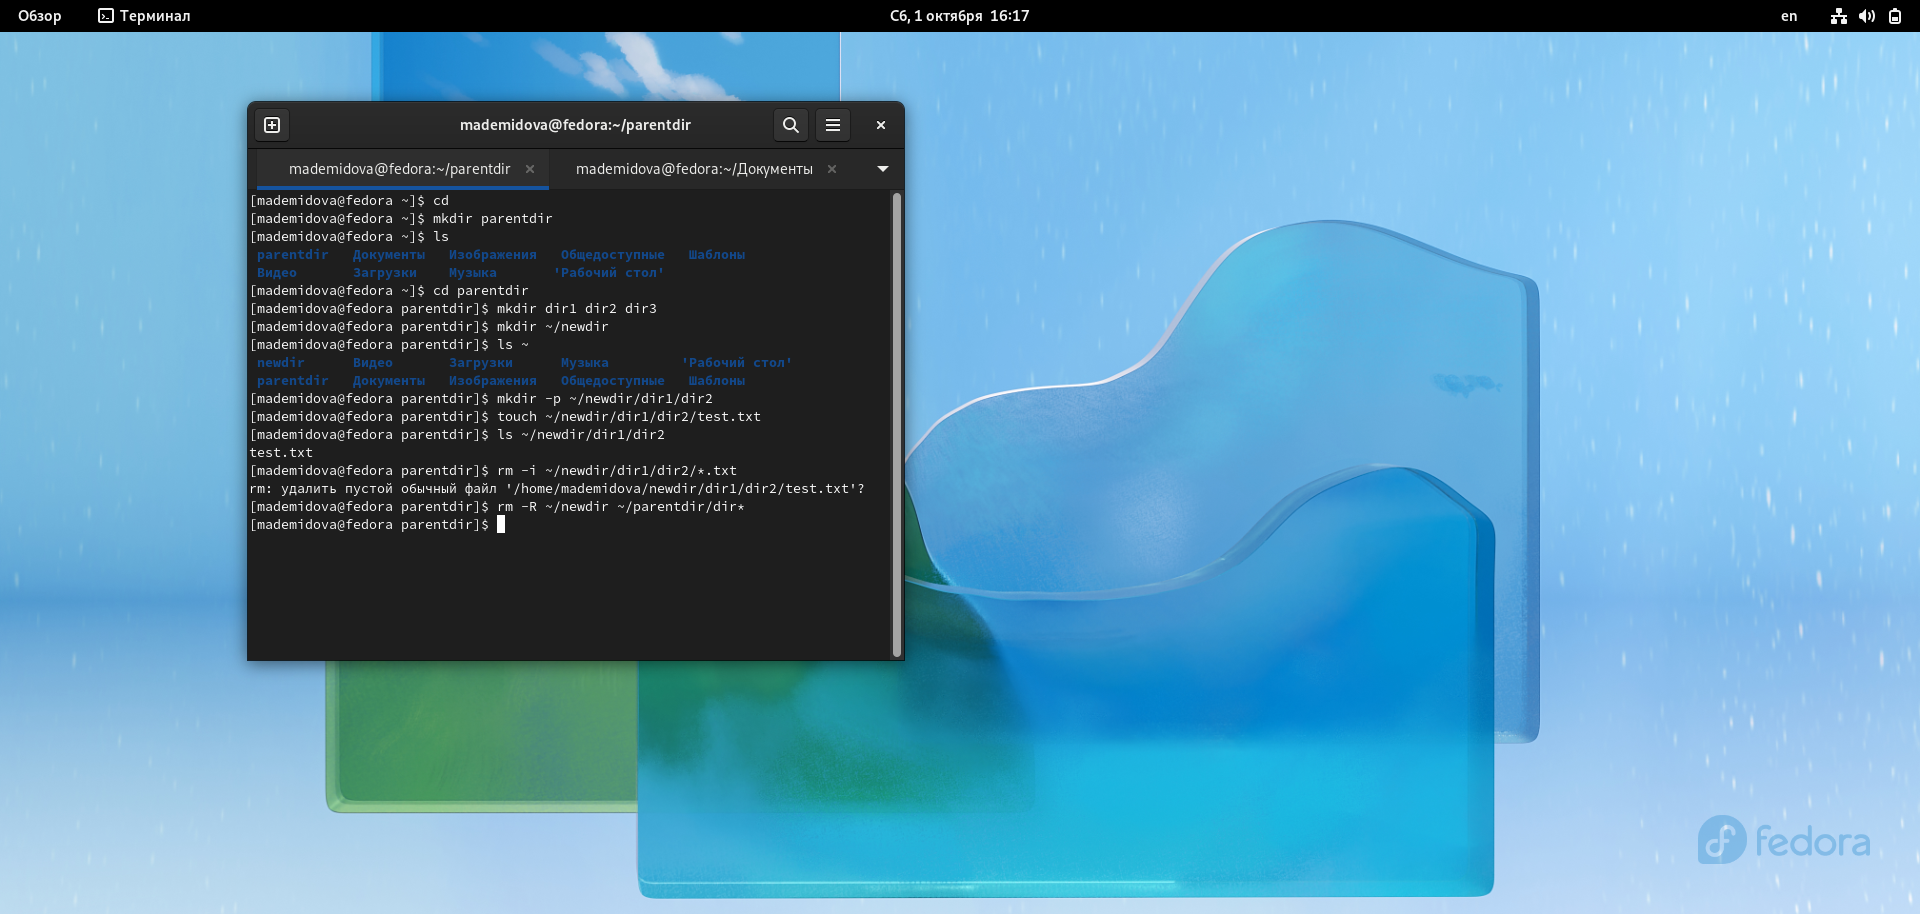 Обзор Терминал Сб, 1 октября 16:17 en
mademidova@fedora:~/parentdir
mademidova@fedora:~/parentdir mademidova@fedora:~/Документы
[mademidova@fedora ~]$ cd
[mademidova@fedora ~]$ mkdir parentdir
[mademidova@fedora ~]$ ls
parentdir Документы Изображения Общедоступные Шаблоны
Видео Загрузки Музыка 'Рабочий стол'
[mademidova@fedora ~]$ cd parentdir
[mademidova@fedora parentdir]$ mkdir dir1 dir2 dir3
[mademidova@fedora parentdir]$ mkdir ~/newdir
[mademidova@fedora parentdir]$ ls ~
newdir Видео Загрузки Музыка 'Рабочий стол'
parentdir Документы Изображения Общедоступные Шаблоны
[mademidova@fedora parentdir]$ mkdir -p ~/newdir/dir1/dir2
[mademidova@fedora parentdir]$ touch ~/newdir/dir1/dir2/test.txt
[mademidova@fedora parentdir]$ ls ~/newdir/dir1/dir2
test.txt
[mademidova@fedora parentdir]$ rm -i ~/newdir/dir1/dir2/*.txt
rm: удалить пустой обычный файл '/home/mademidova/newdir/dir1/dir2/test.txt'?
[mademidova@fedora parentdir]$ rm -R ~/newdir ~/parentdir/dir*
[mademidova@fedora parentdir]$
fedora